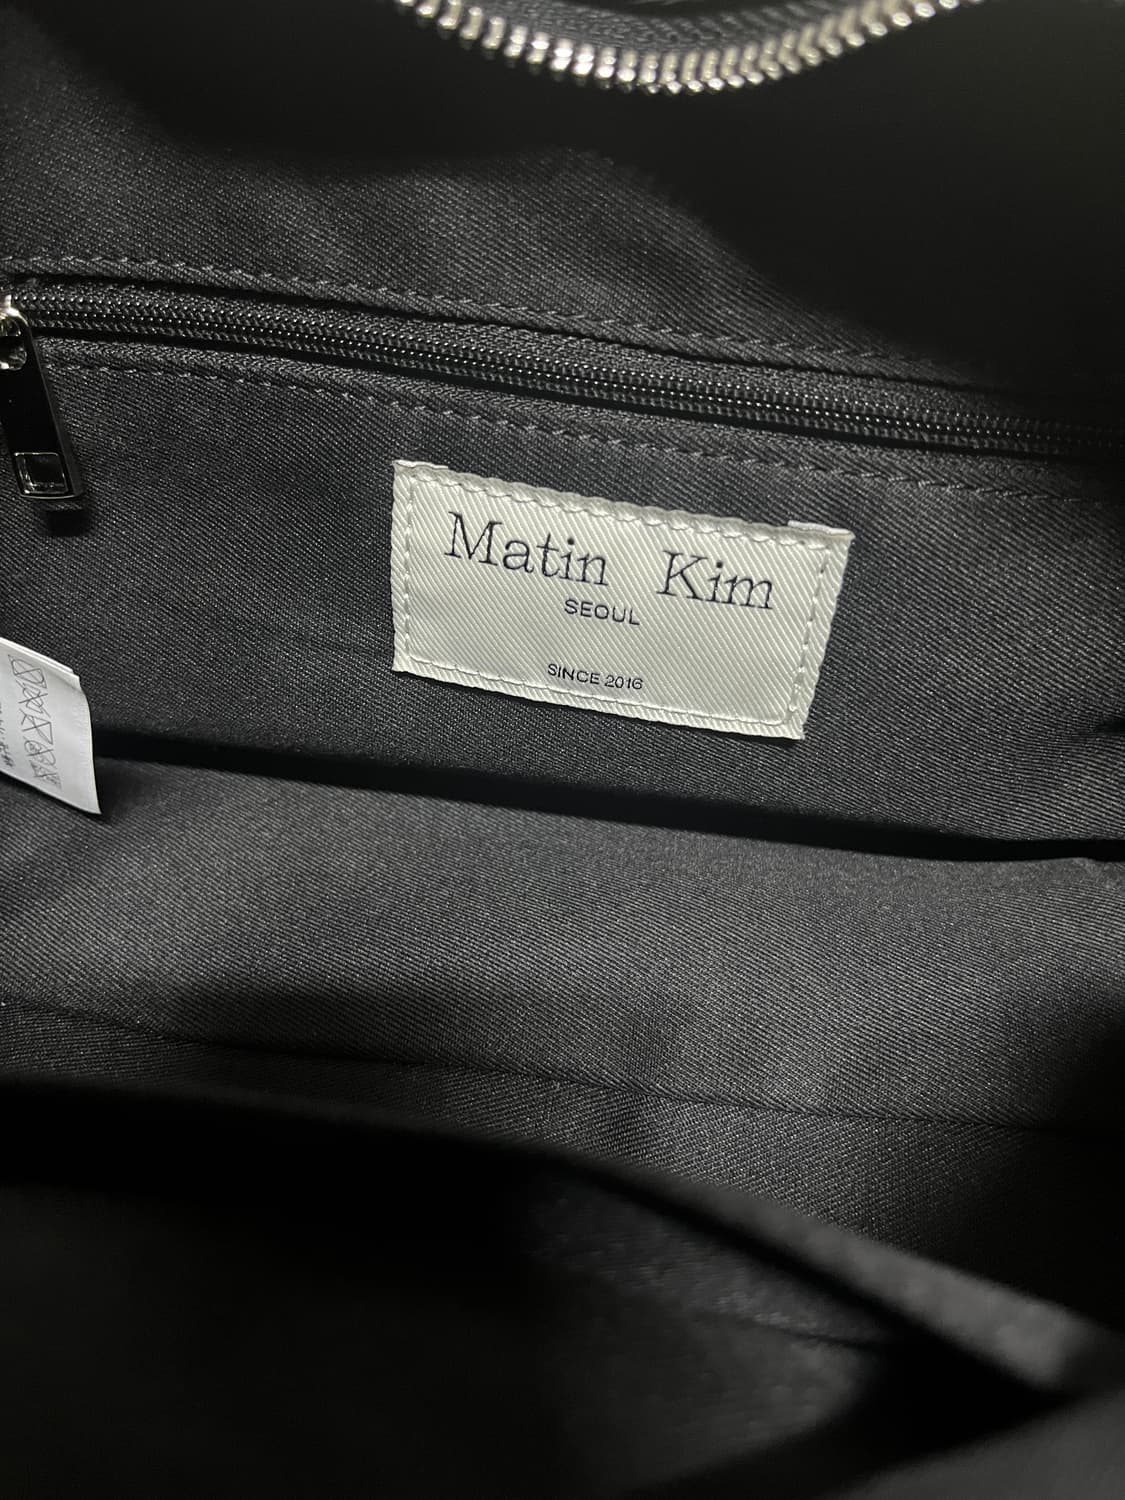 Matin Kim
SEOUL
SINCE 2016